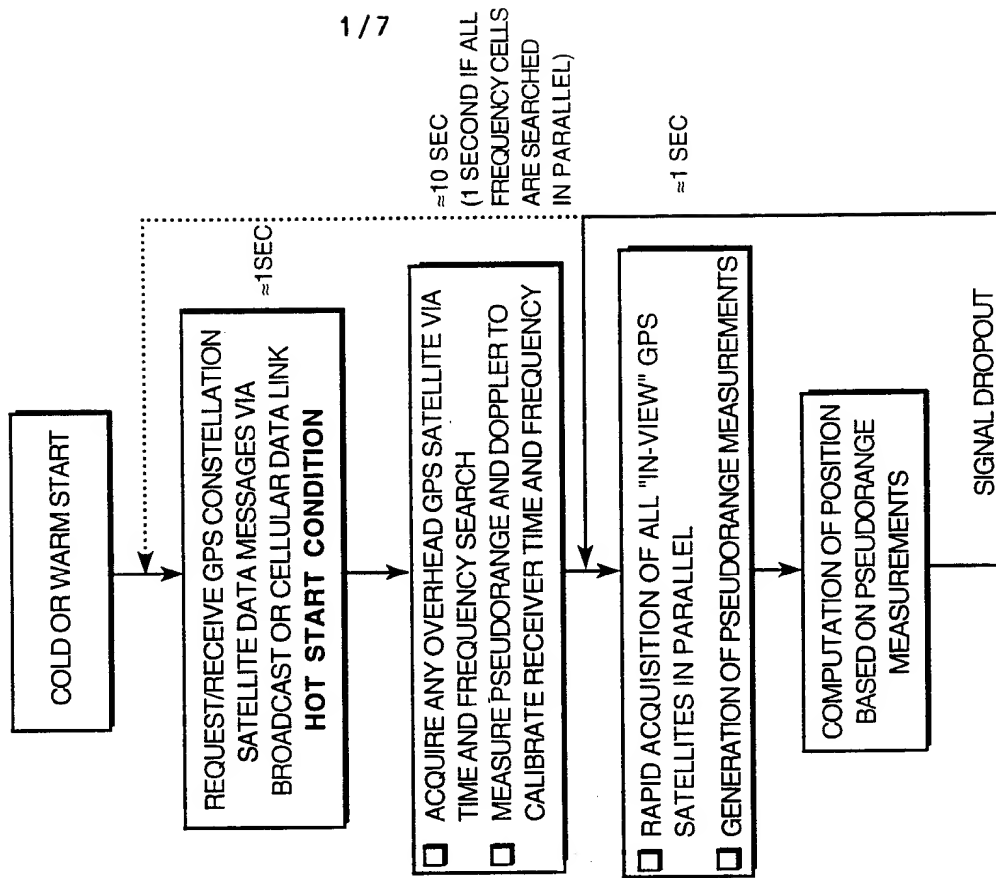 1/7
COLD OR WARM START
REQUEST/RECEIVE GPS CONSTELLATION
SATELLITE DATA MESSAGES VIA
BROADCAST OR CELLULAR DATA LINK
HOT START CONDITION
≈1SEC
ACQUIRE ANY OVERHEAD GPS SATELLITE VIA
TIME AND FREQUENCY SEARCH
MEASURE PSEUDORANGE AND DOPPLER TO
CALIBRATE RECEIVER TIME AND FREQUENCY
≈10 SEC
(1 SECOND IF ALL
FREQUENCY CELLS
ARE SEARCHED
IN PARALLEL)
RAPID ACQUISITION OF ALL "IN-VIEW" GPS
SATELLITES IN PARALLEL
GENERATION OF PSEUDORANGE MEASUREMENTS
≈1 SEC
COMPUTATION OF POSITION
BASED ON PSEUDORANGE
MEASUREMENTS
SIGNAL DROPOUT